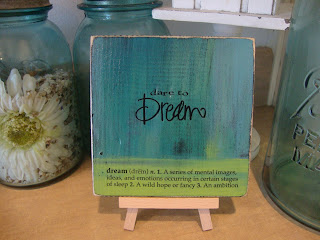 dare to
Dream
dream (drēm) n. 1. A series of mental images,
ideas, and emotions occurring in certain stages
of sleep 2. A wild hope or fancy 3. An ambition